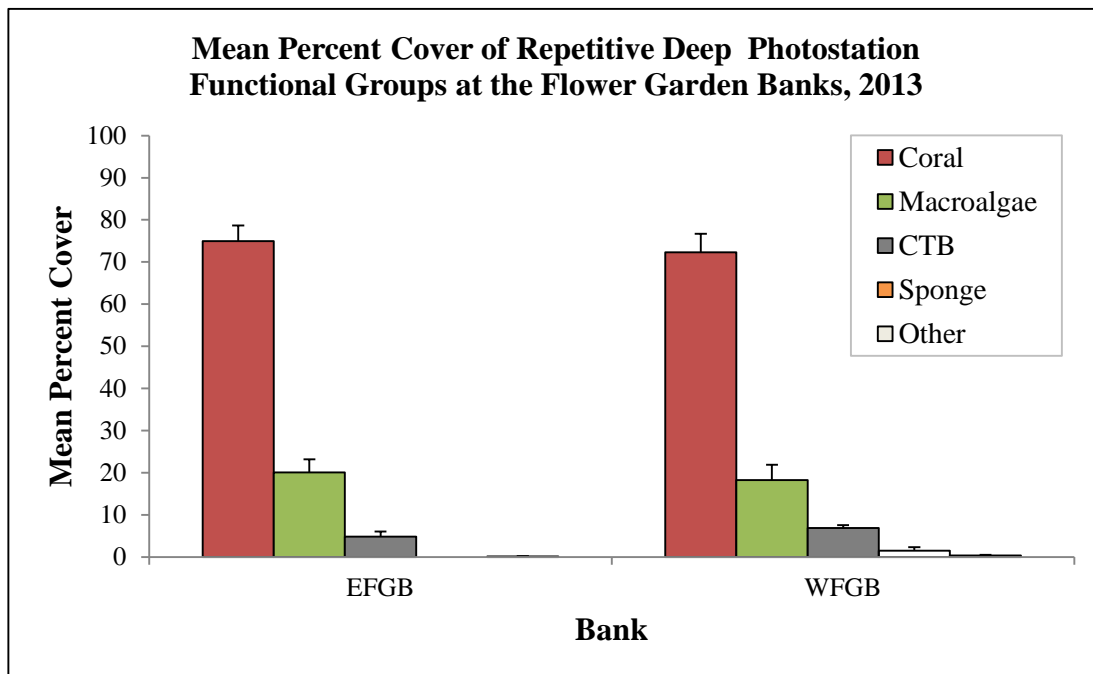 Mean Percent Cover of Repetitive Deep  Photostation
Functional Groups at the Flower Garden Banks, 2013
Mean Percent Cover
100
90
80
70
60
50
40
30
20
10
0
Coral
Macroalgae
CTB
Sponge
Other
EFGB
WFGB
Bank